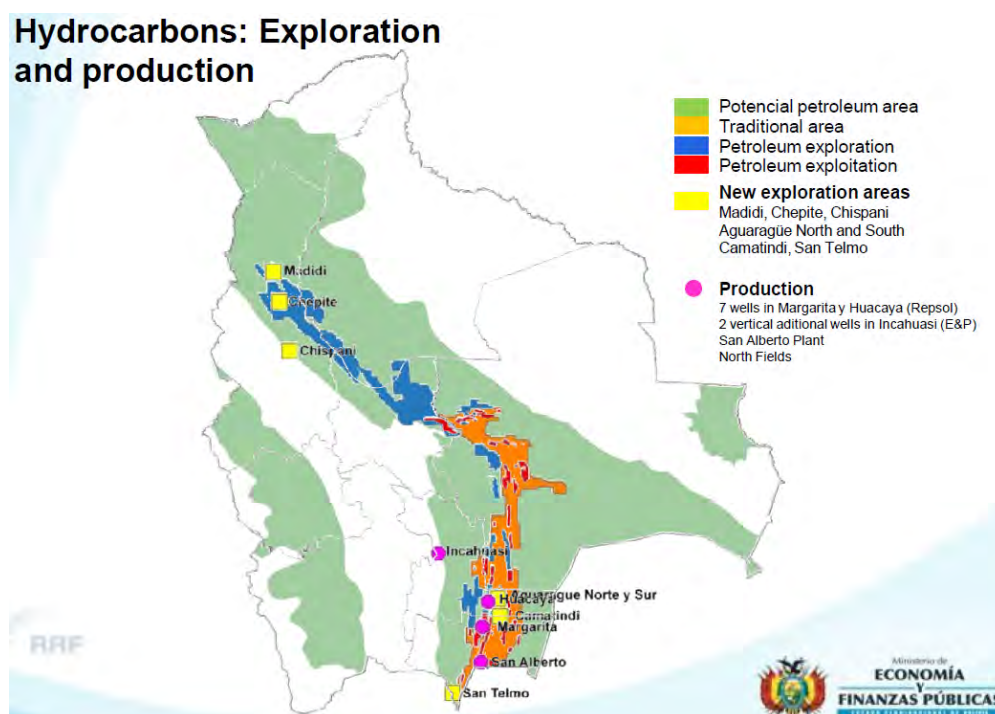 Hydrocarbons: Exploration
and production
Potencial petroleum area
Traditional area
Petroleum exploration
Petroleum exploitation
New exploration areas
Madidi, Chepite, Chispani
Aguaragüe North and South
Camatindi, San Telmo
Production
7 wells in Margarita y Huacaya (Repsol)
2 vertical aditional wells in Incahuasi (E&P)
San Alberto Plant
North Fields
Madidi
Chepite
Chispani
Incahuasi
Aguarague Norte y Sur
Huacaya
Camatindi
Margarita
San Alberto
San Telmo
RRF
Ministerio de
ECONOMÍA
Y
FINANZAS PÚBLICAS